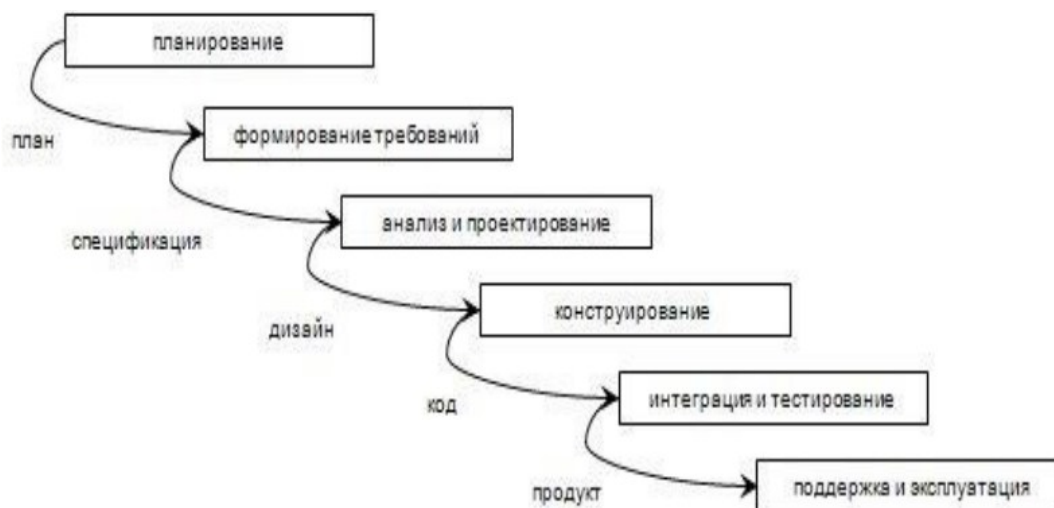 планирование
план
формирование требований
спецификация
анализ и проектирование
дизайн
конструирование
код
интеграция и тестирование
продукт
поддержка и эксплуатация